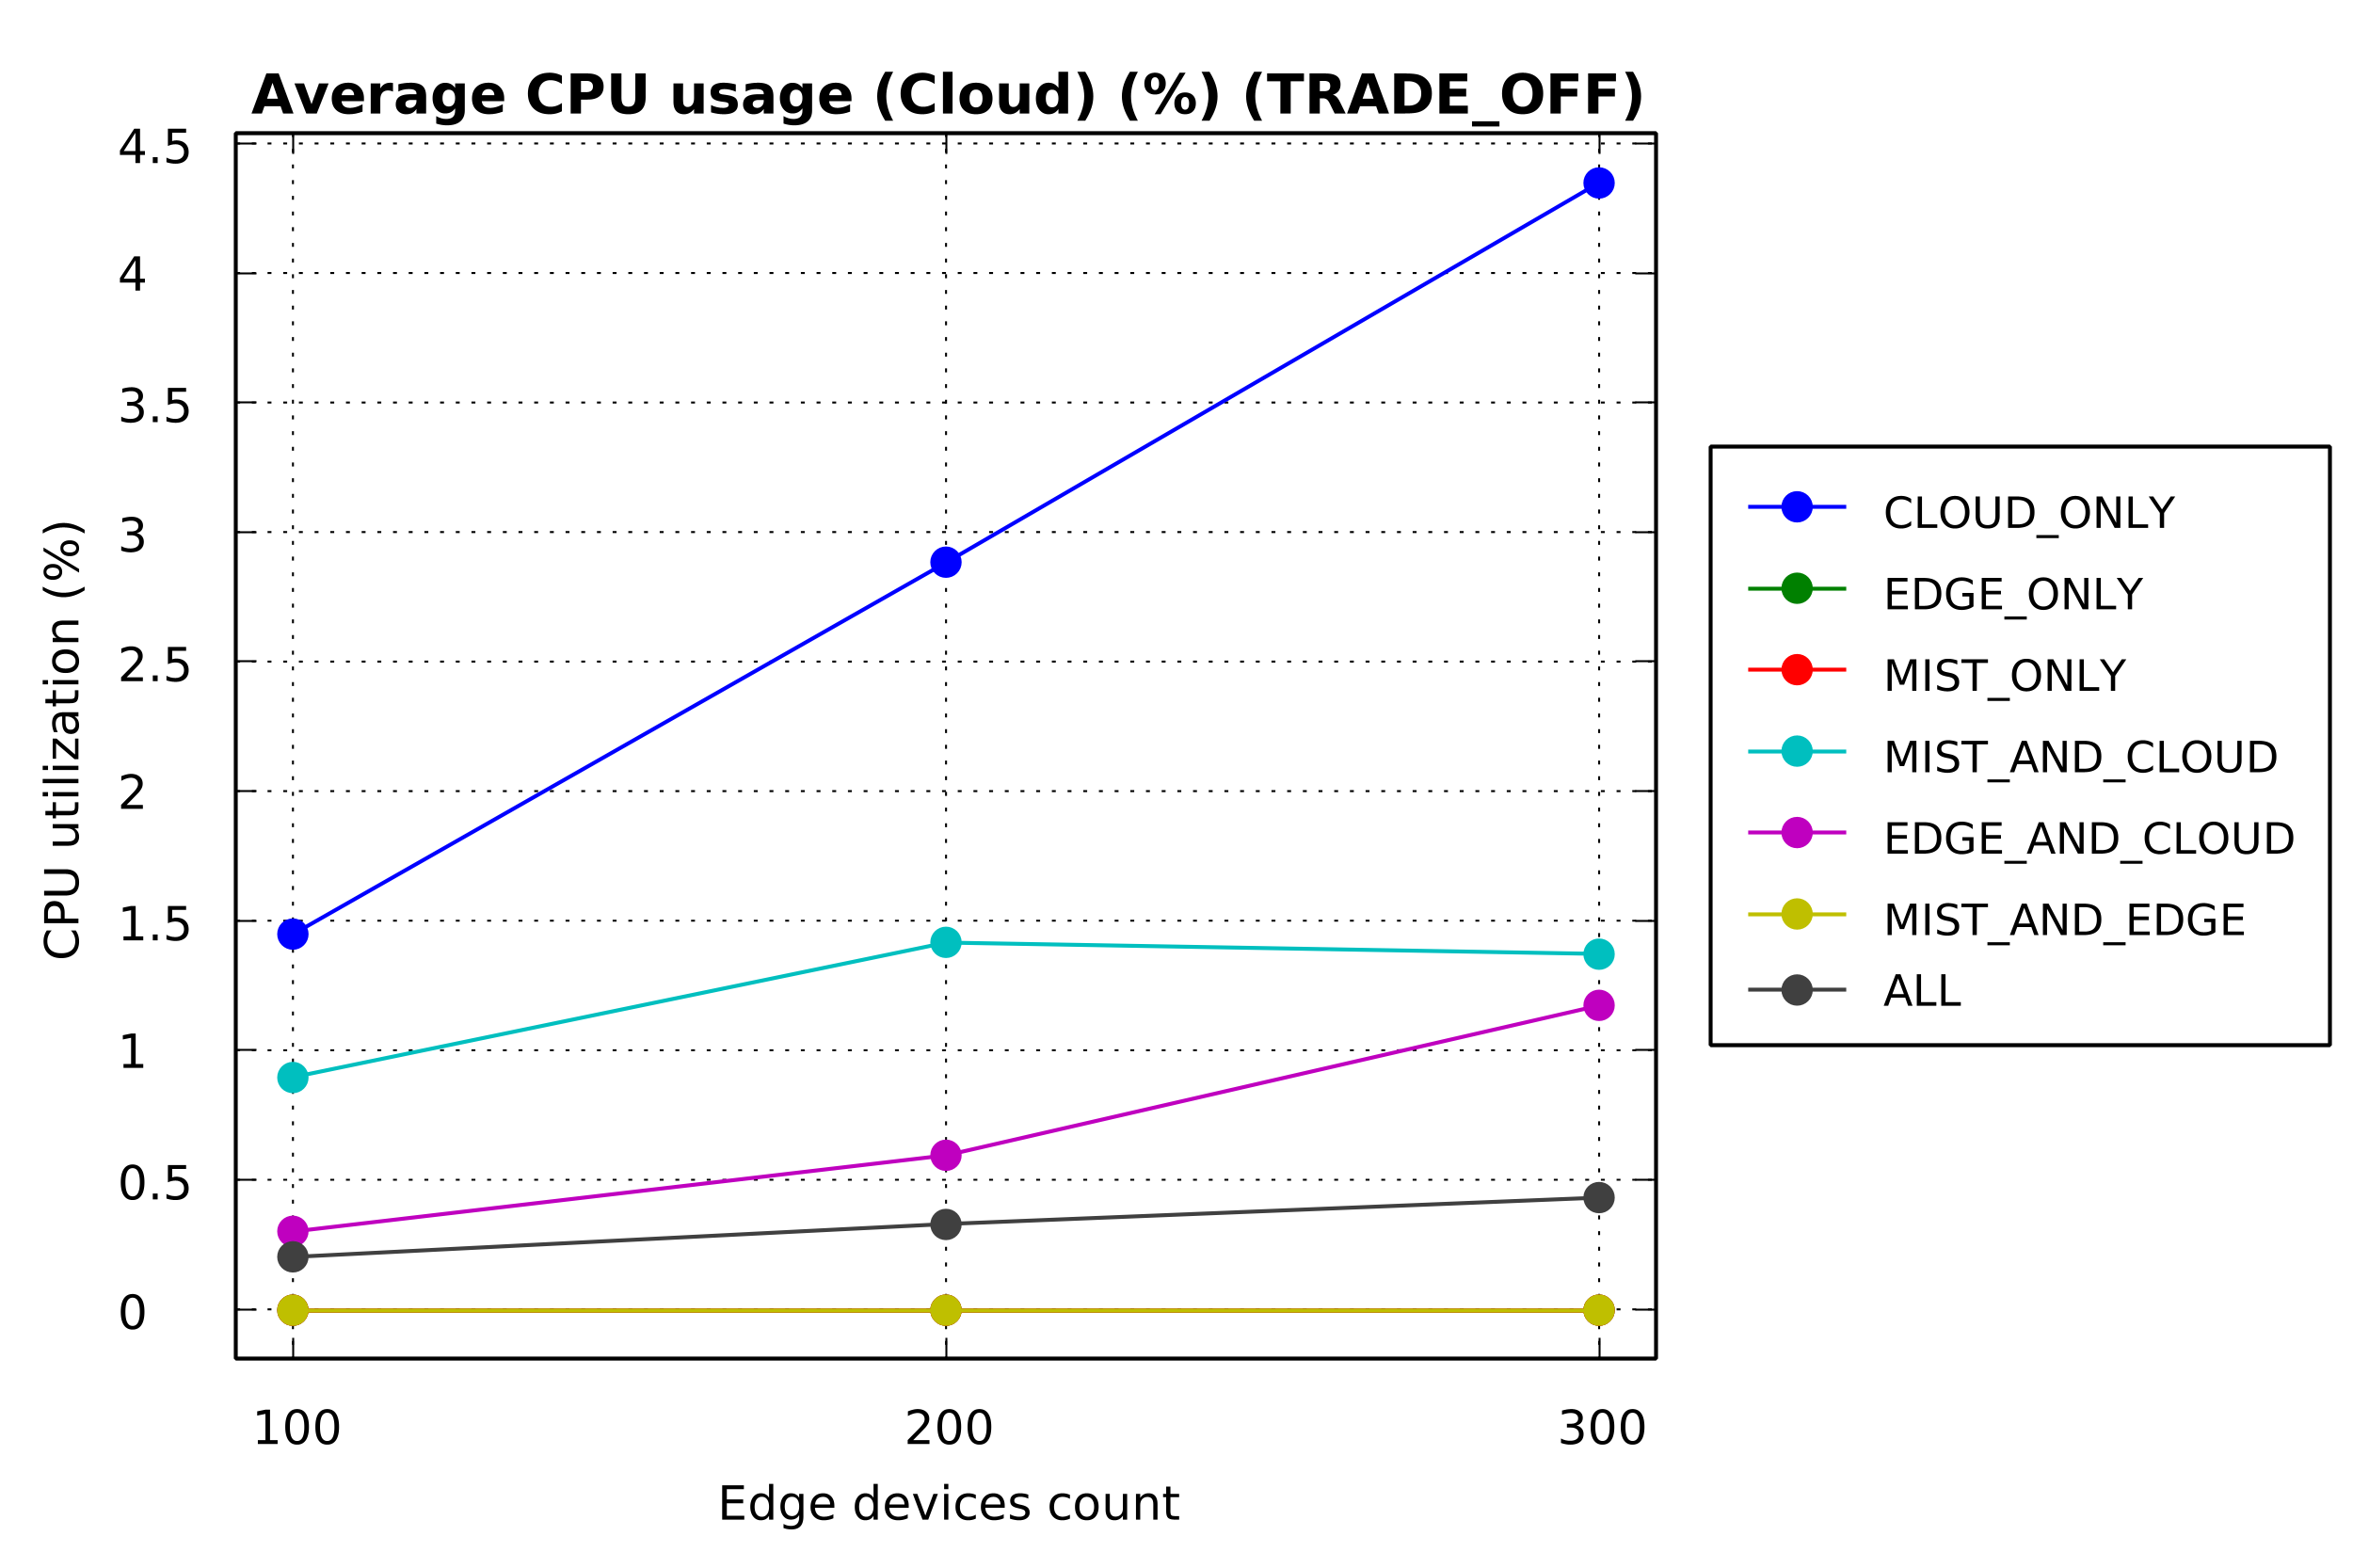 Average CPU usage (Cloud) (%) (TRADE_OFF)
4.5
4
3.5
3
2.5
2
1.5
1
0.5
0
CPU utilization (%)
100 200 300
Edge devices count
CLOUD_ONLY
EDGE_ONLY
MIST_ONLY
MIST_AND_CLOUD
EDGE_AND_CLOUD
MIST_AND_EDGE
ALL